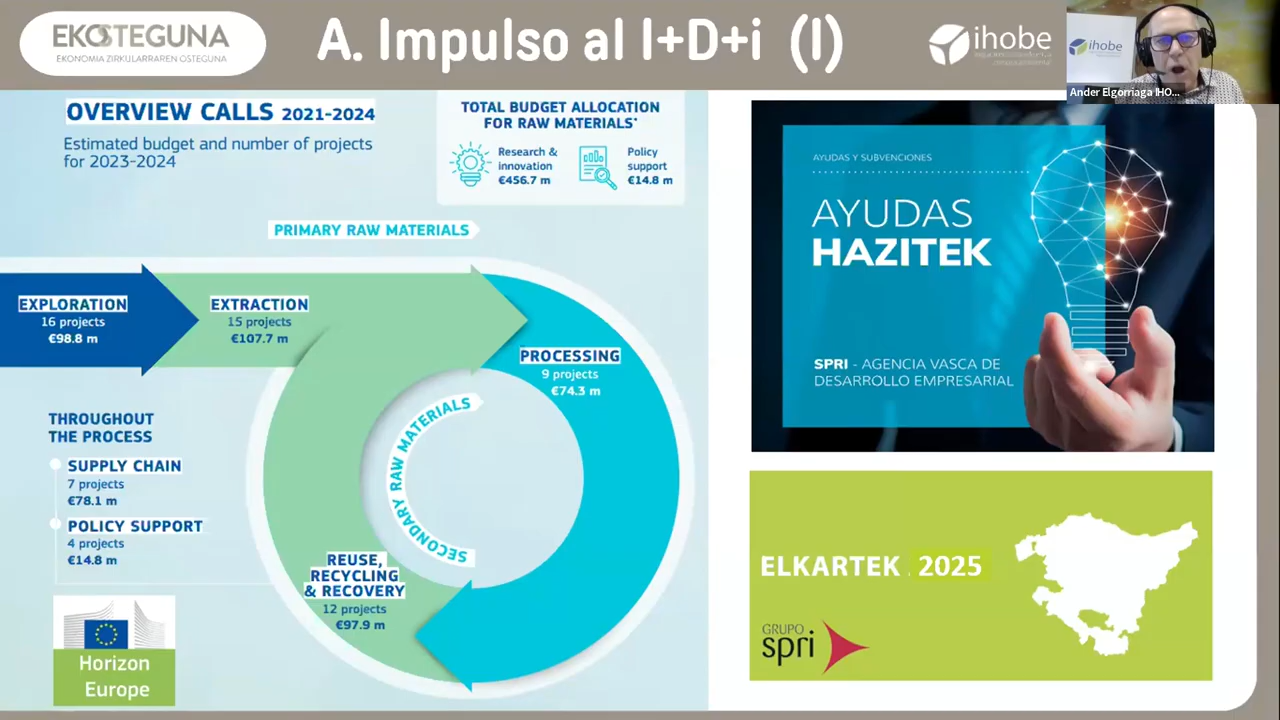 EKOSTEGUNA
EKONOMIA ZIRKULARRAREN OSTEGUNA
A. Impulso al I+D+i (I)
ihobe
ihobe
Ander Elgorriaga IHO...
OVERVIEW CALLS 2021-2024
Estimated budget and number of projects
for 2023-2024
TOTAL BUDGET ALLOCATION
FOR RAW MATERIALS*
Research &
innovation
€456.7 m
Policy
support
€14.8 m
PRIMARY RAW MATERIALS
EXPLORATION
16 projects
€98.8 m
EXTRACTION
15 projects
€107.7 m
PROCESSING
9 projects
€74.3 m
SECONDARY RAW MATERIALS
THROUGHOUT
THE PROCESS
SUPPLY CHAIN
7 projects
€78.1 m
POLICY SUPPORT
4 projects
€14.8 m
REUSE,
RECYCLING
& RECOVERY
12 projects
€97.9 m
Horizon
Europe
AYUDAS Y SUBVENCIONES
AYUDAS
HAZITEK
SPRI - AGENCIA VASCA DE
DESARROLLO EMPRESARIAL
ELKARTEK 2025
GRUPO
spri